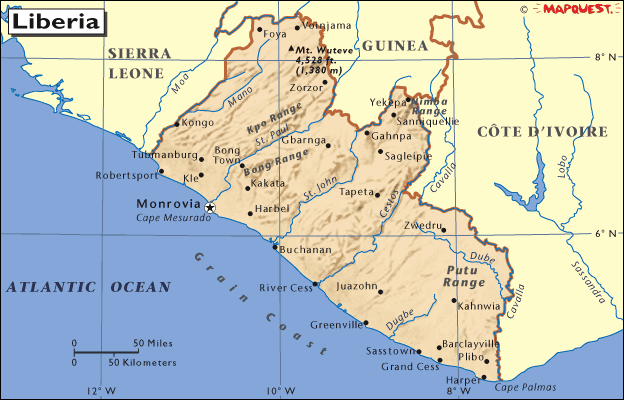 Liberia
© MAPQUEST.
SIERRA
LEONE
GUINEA
CÔTE D'IVOIRE
8° N
Voinjama
Foya
Mt. Wuteve
4,528 ft.
(1,380 m)
Zorzor
Moa
Mano
Kongo
Kpo Range
St. Paul
Yekepa
Nimba
Range
Sanniquellie
Gahnpa
Sagleipie
Gbarnga
Bong Range
Bong
Town
Tubmanburg
Robertsport
Kle
Kakata
St. John
Tapeta
Cestos
Cavalla
Lobo
Monrovia
Cape Mesurado
Harbel
Zwedru
6° N
Buchanan
Dube
Putu
Range
Grain Coast
ATLANTIC OCEAN
River Cess
Juazohn
Kahnwia
Cavalla
Sassandra
Dugbe
Greenville
Barclayville
Sasstown
Plibo
Grand Cess
Harper
Cape Palmas
0 50 Miles
0 50 Kilometers
12° W
10° W
8° W